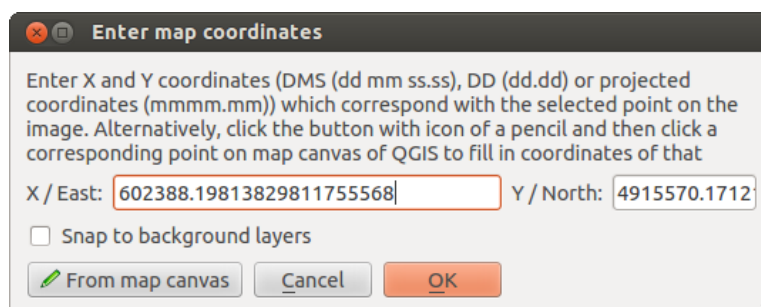 Enter map coordinates
Enter X and Y coordinates (DMS (dd mm ss.ss), DD (dd.dd) or projected
coordinates (mmmm.mm)) which correspond with the selected point on the
image. Alternatively, click the button with icon of a pencil and then click a
corresponding point on map canvas of QGIS to fill in coordinates of that
X / East: 602388.19813829811755568 Y / North: 4915570.1712
Snap to background layers
From map canvas Cancel OK